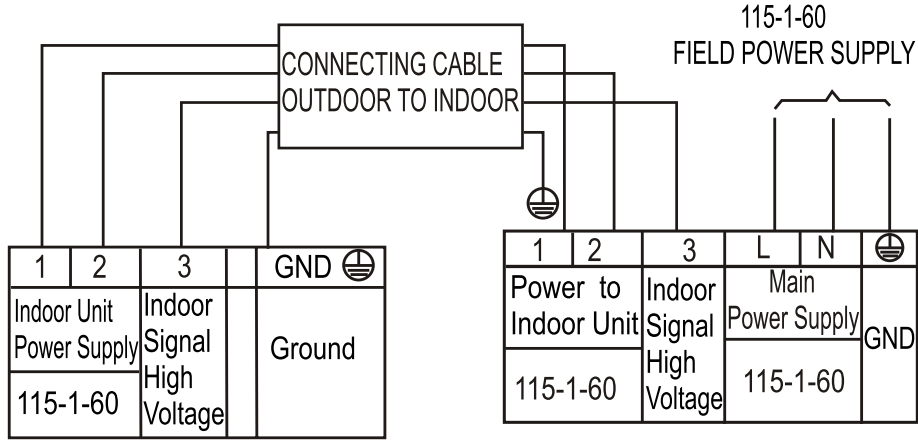 115-1-60
FIELD POWER SUPPLY
CONNECTING CABLE
OUTDOOR TO INDOOR
1 2 3 GND
Indoor Unit
Power Supply
115-1-60
Indoor
Signal
High
Voltage
Ground
1 2 3 L N
Power to
Indoor Unit
115-1-60
Indoor
Signal
High
Voltage
Main
Power Supply
115-1-60
GND